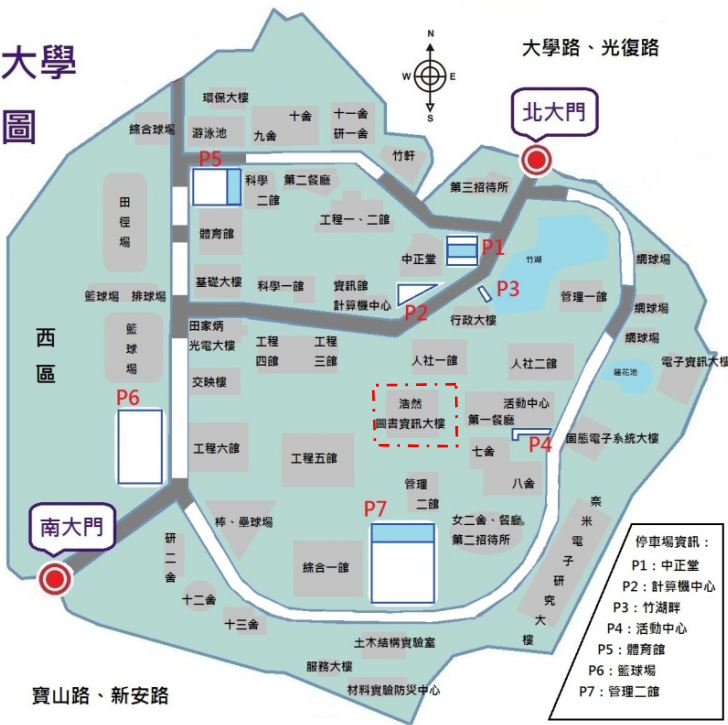 大學
圖
大學路、光復路
N
W
E
S
北大門
環保大樓
綜合球場
游泳池
九舍
十舍
十一舍
研一舍
竹軒
第三招待所
P5
科學
二館
第二餐廳
工程一、二館
體育館
田徑場
中正堂
P1
竹湖
網球場
P3
基礎大樓
科學一館
資訊館
計算機中心
P2
管理一館
籃球場
排球場
行政大樓
網球場
西區
籃球場
田家炳
光電大樓
工程
四館
工程
三館
人社一館
人社二館
網球場
電子資訊大樓
蓮花池
交映樓
P6
浩然
圖書資訊大樓
活動中心
第一餐廳
P4
固態電子系統大樓
工程六館
工程五館
七舍
八舍
管理
二館
奈米電子研究大樓
P7
南大門
棒、壘球場
女二舍、餐廳
第二招待所
研二舍
綜合一館
十二舍
十三舍
土木結構實驗室
服務大樓
材料實驗防災中心
寶山路、新安路
停車場資訊：
P1：中正堂
P2：計算機中心
P3：竹湖畔
P4：活動中心
P5：體育館
P6：籃球場
P7：管理二館